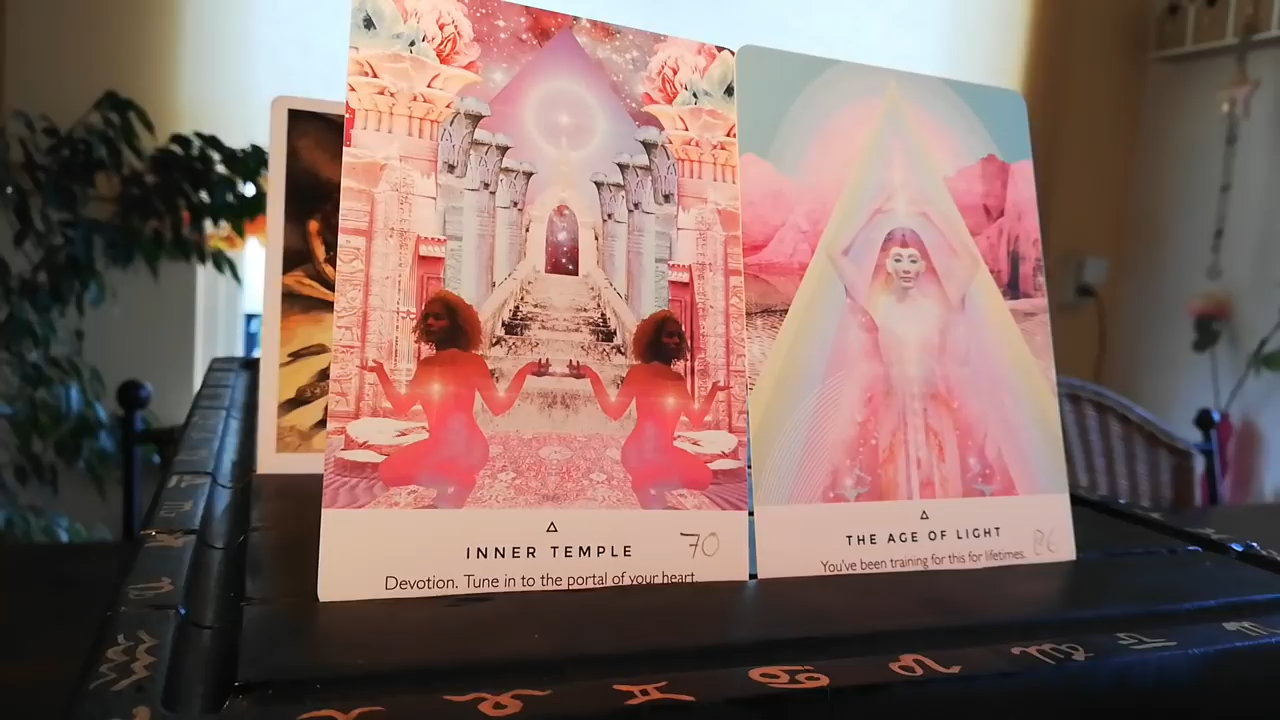 INNER TEMPLE
70
Devotion. Tune in to the portal of your heart.
THE AGE OF LIGHT
You've been training for this for lifetimes.